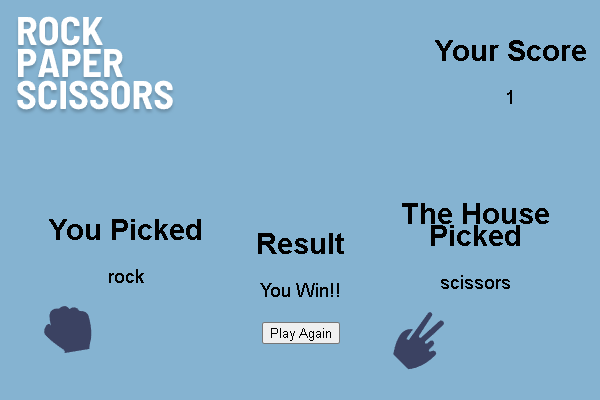 ROCK
PAPER
SCISSORS
Your Score
1
You Picked
rock
Result
You Win!!
Play Again
The House
Picked
scissors